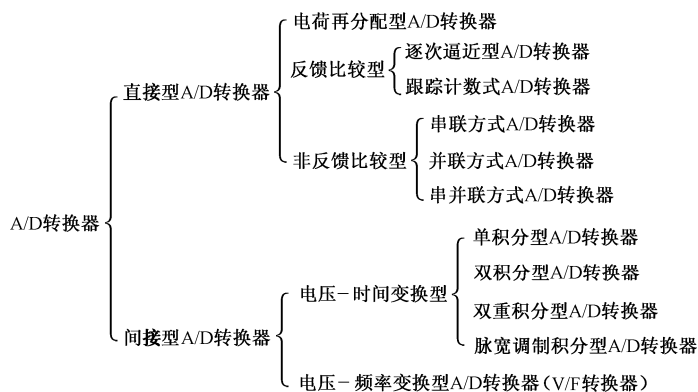 电荷再分配型A/D转换器
逐次逼近型A/D转换器
反馈比较型
跟踪计数式A/D转换器
直接型A/D转换器
串联方式A/D转换器
非反馈比较型
并联方式A/D转换器
串并联方式A/D转换器
A/D转换器
单积分型A/D转换器
双积分型A/D转换器
电压-时间变换型
双重积分型A/D转换器
间接型A/D转换器
脉宽调制积分型A/D转换器
电压-频率变换型A/D转换器(V/F转换器)